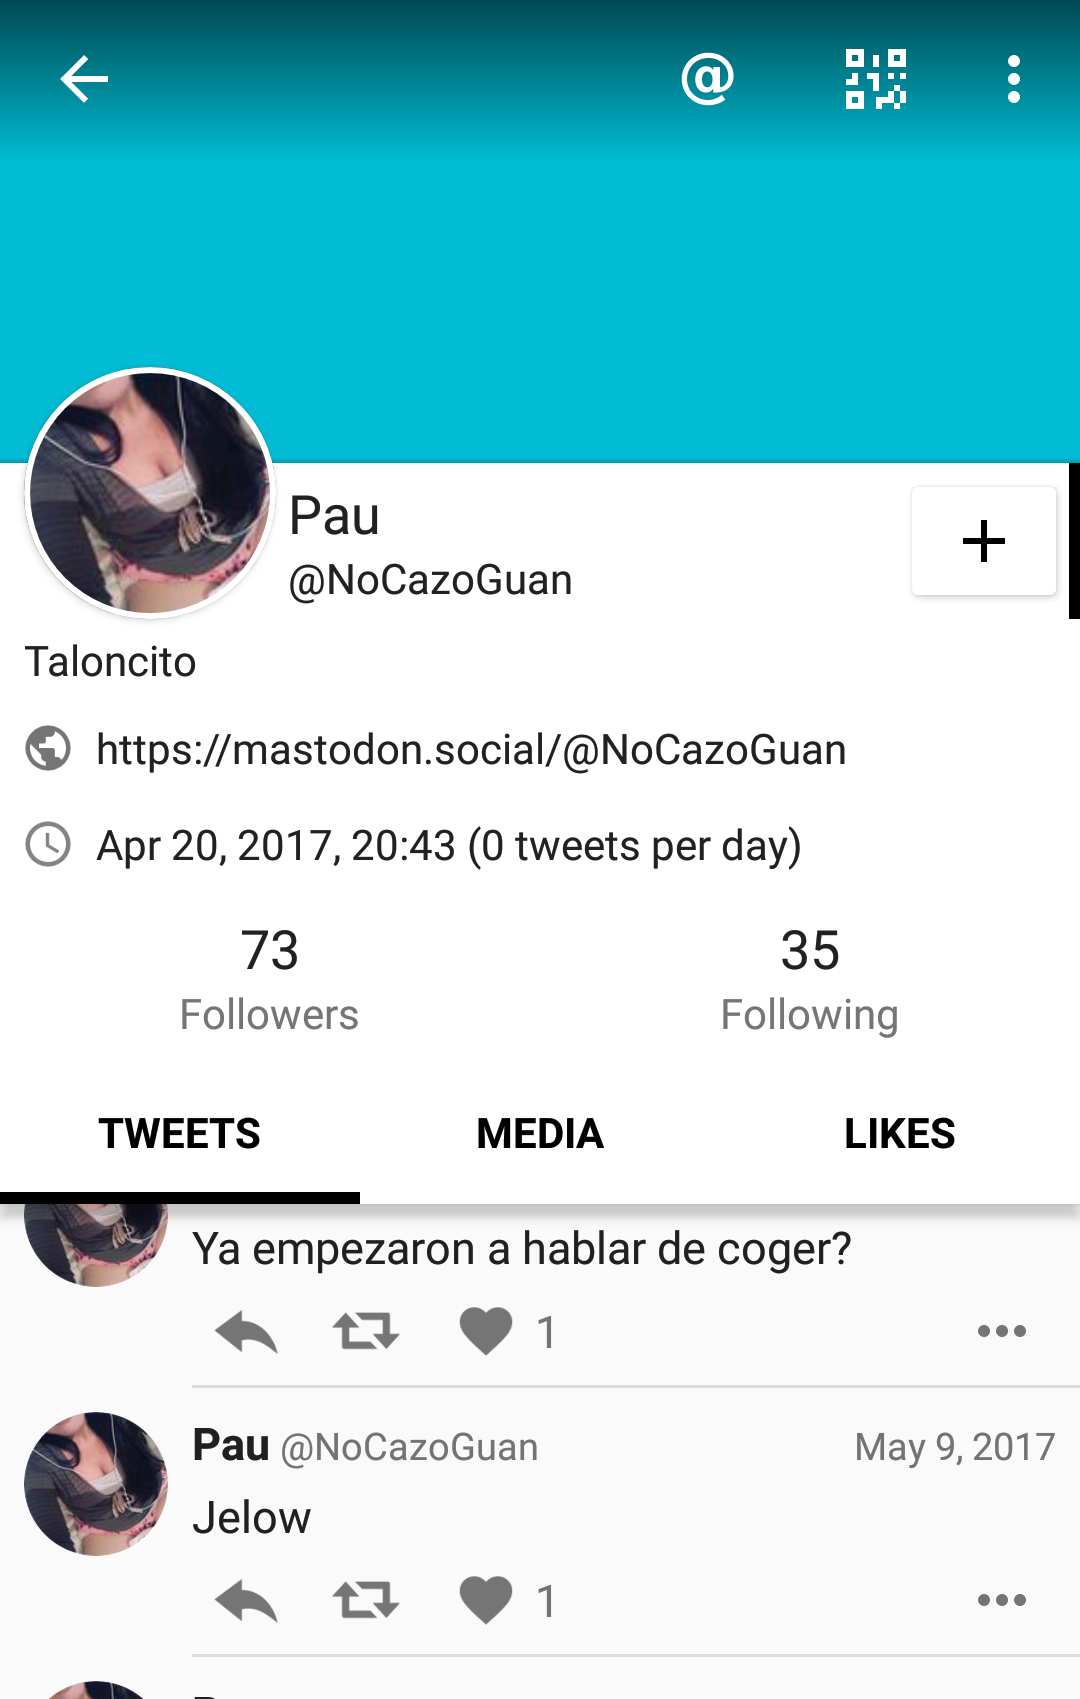 Pau
@NoCazoGuan
Taloncito
https://mastodon.social/@NoCazoGuan
Apr 20, 2017, 20:43 (0 tweets per day)
73
Followers
35
Following
TWEETS
MEDIA
LIKES
Ya empezaron a hablar de coger?
1
Pau @NoCazoGuan May 9, 2017
Jelow
1